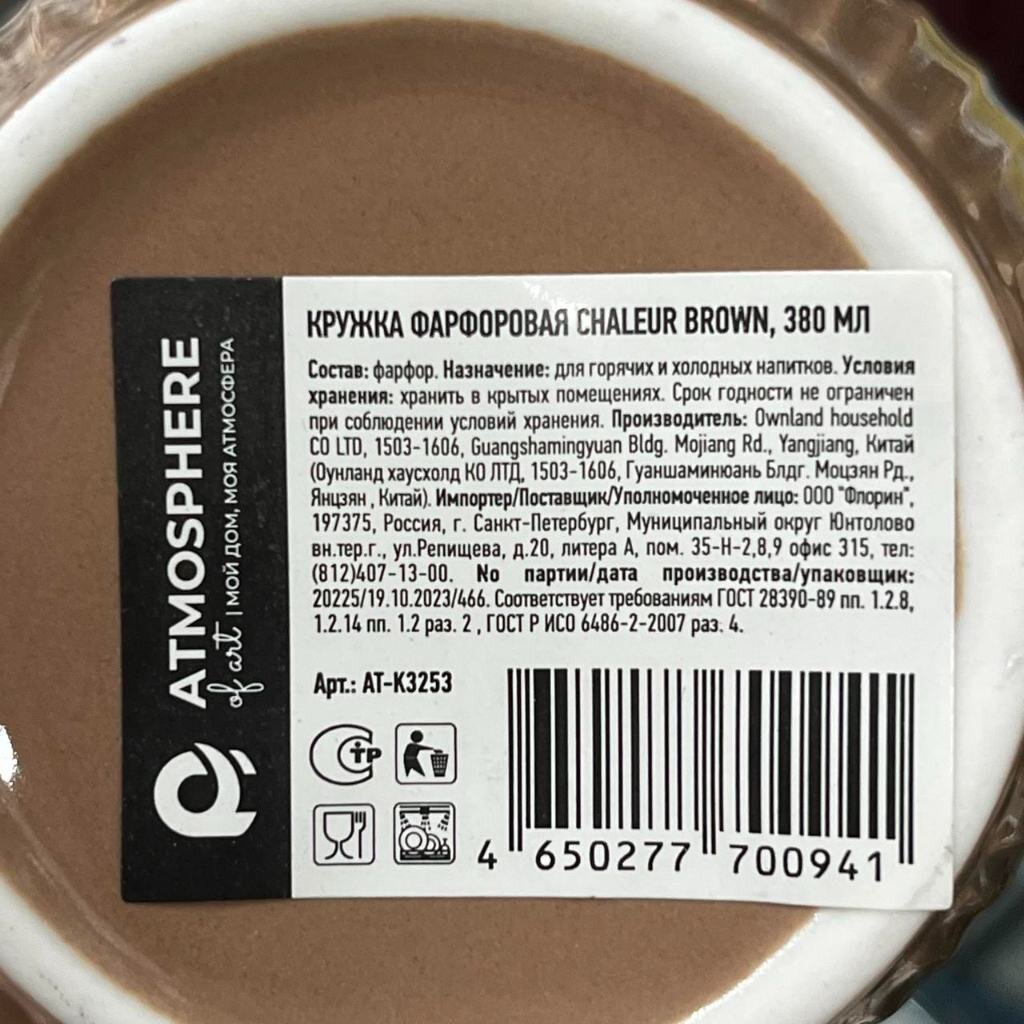 ATMOSPHERE
of art | МОЙ ДОМ, МОЯ АТМОСФЕРА
КРУЖКА ФАРФОРОВАЯ CHALEUR BROWN, 380 МЛ
Состав: фарфор. Назначение: для горячих и холодных напитков. Условия
хранения: хранить в крытых помещениях. Срок годности не ограничен
при соблюдении условий хранения. Производитель: Ownland household
CO LTD, 1503-1606, Guangshamingyuan Bldg. Mojiang Rd., Yangjiang, Китай
(Оунланд хаусхолд КО ЛТД, 1503-1606, Гуаншаминюань Блдг. Моцзян Рд.,
Янцзян , Китай). Импортер/Поставщик/Уполномоченное лицо: ООО "Флорин",
197375, Россия, г. Санкт-Петербург, Муниципальный округ Юнтолово
вн.тер.г., ул.Репищева, д.20, литера А, пом. 35-Н-2,8,9 офис 315, тел:
(812)407-13-00. No партии/дата производства/упаковщик:
20225/19.10.2023/466. Соответствует требованиям ГОСТ 28390-89 пп. 1.2.8,
1.2.14 пп. 1.2 раз. 2 , ГОСТ Р ИСО 6486-2-2007 раз. 4.
Арт.: AT-K3253
СТР
4 650277 700941